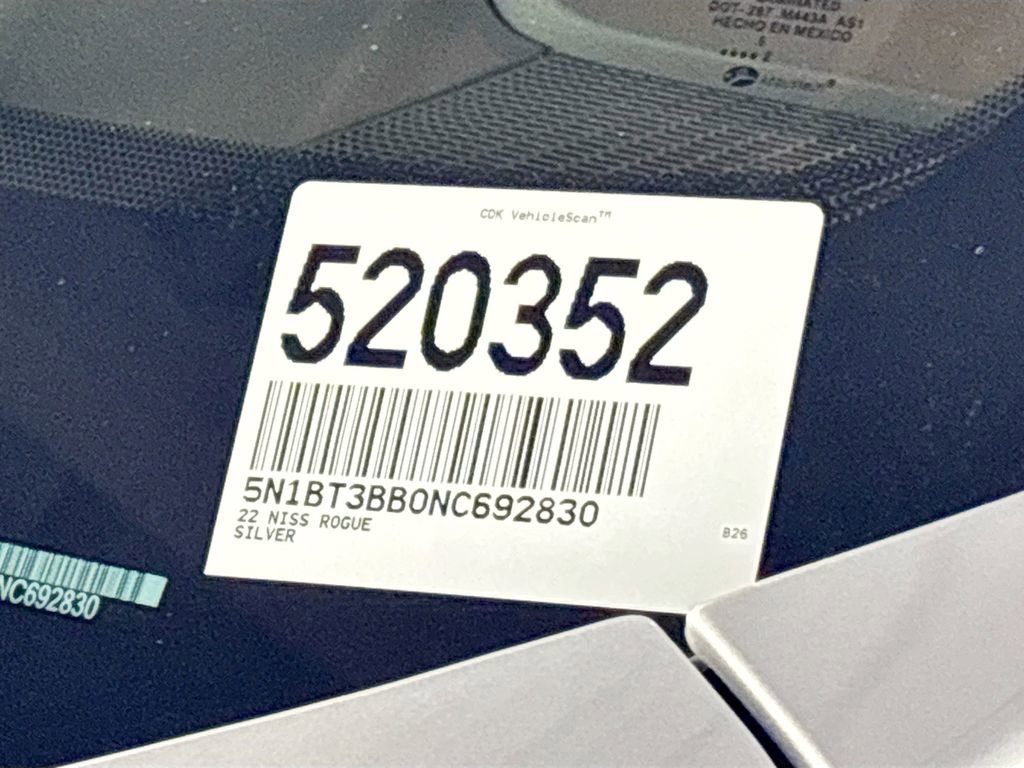 DOT-287 M443A AS1
HECHO EN MEXICO
CDK VehicleScan™
520352
5N1BT3BB0NC692830
22 NISS ROGUE
SILVER
B26
NC692830